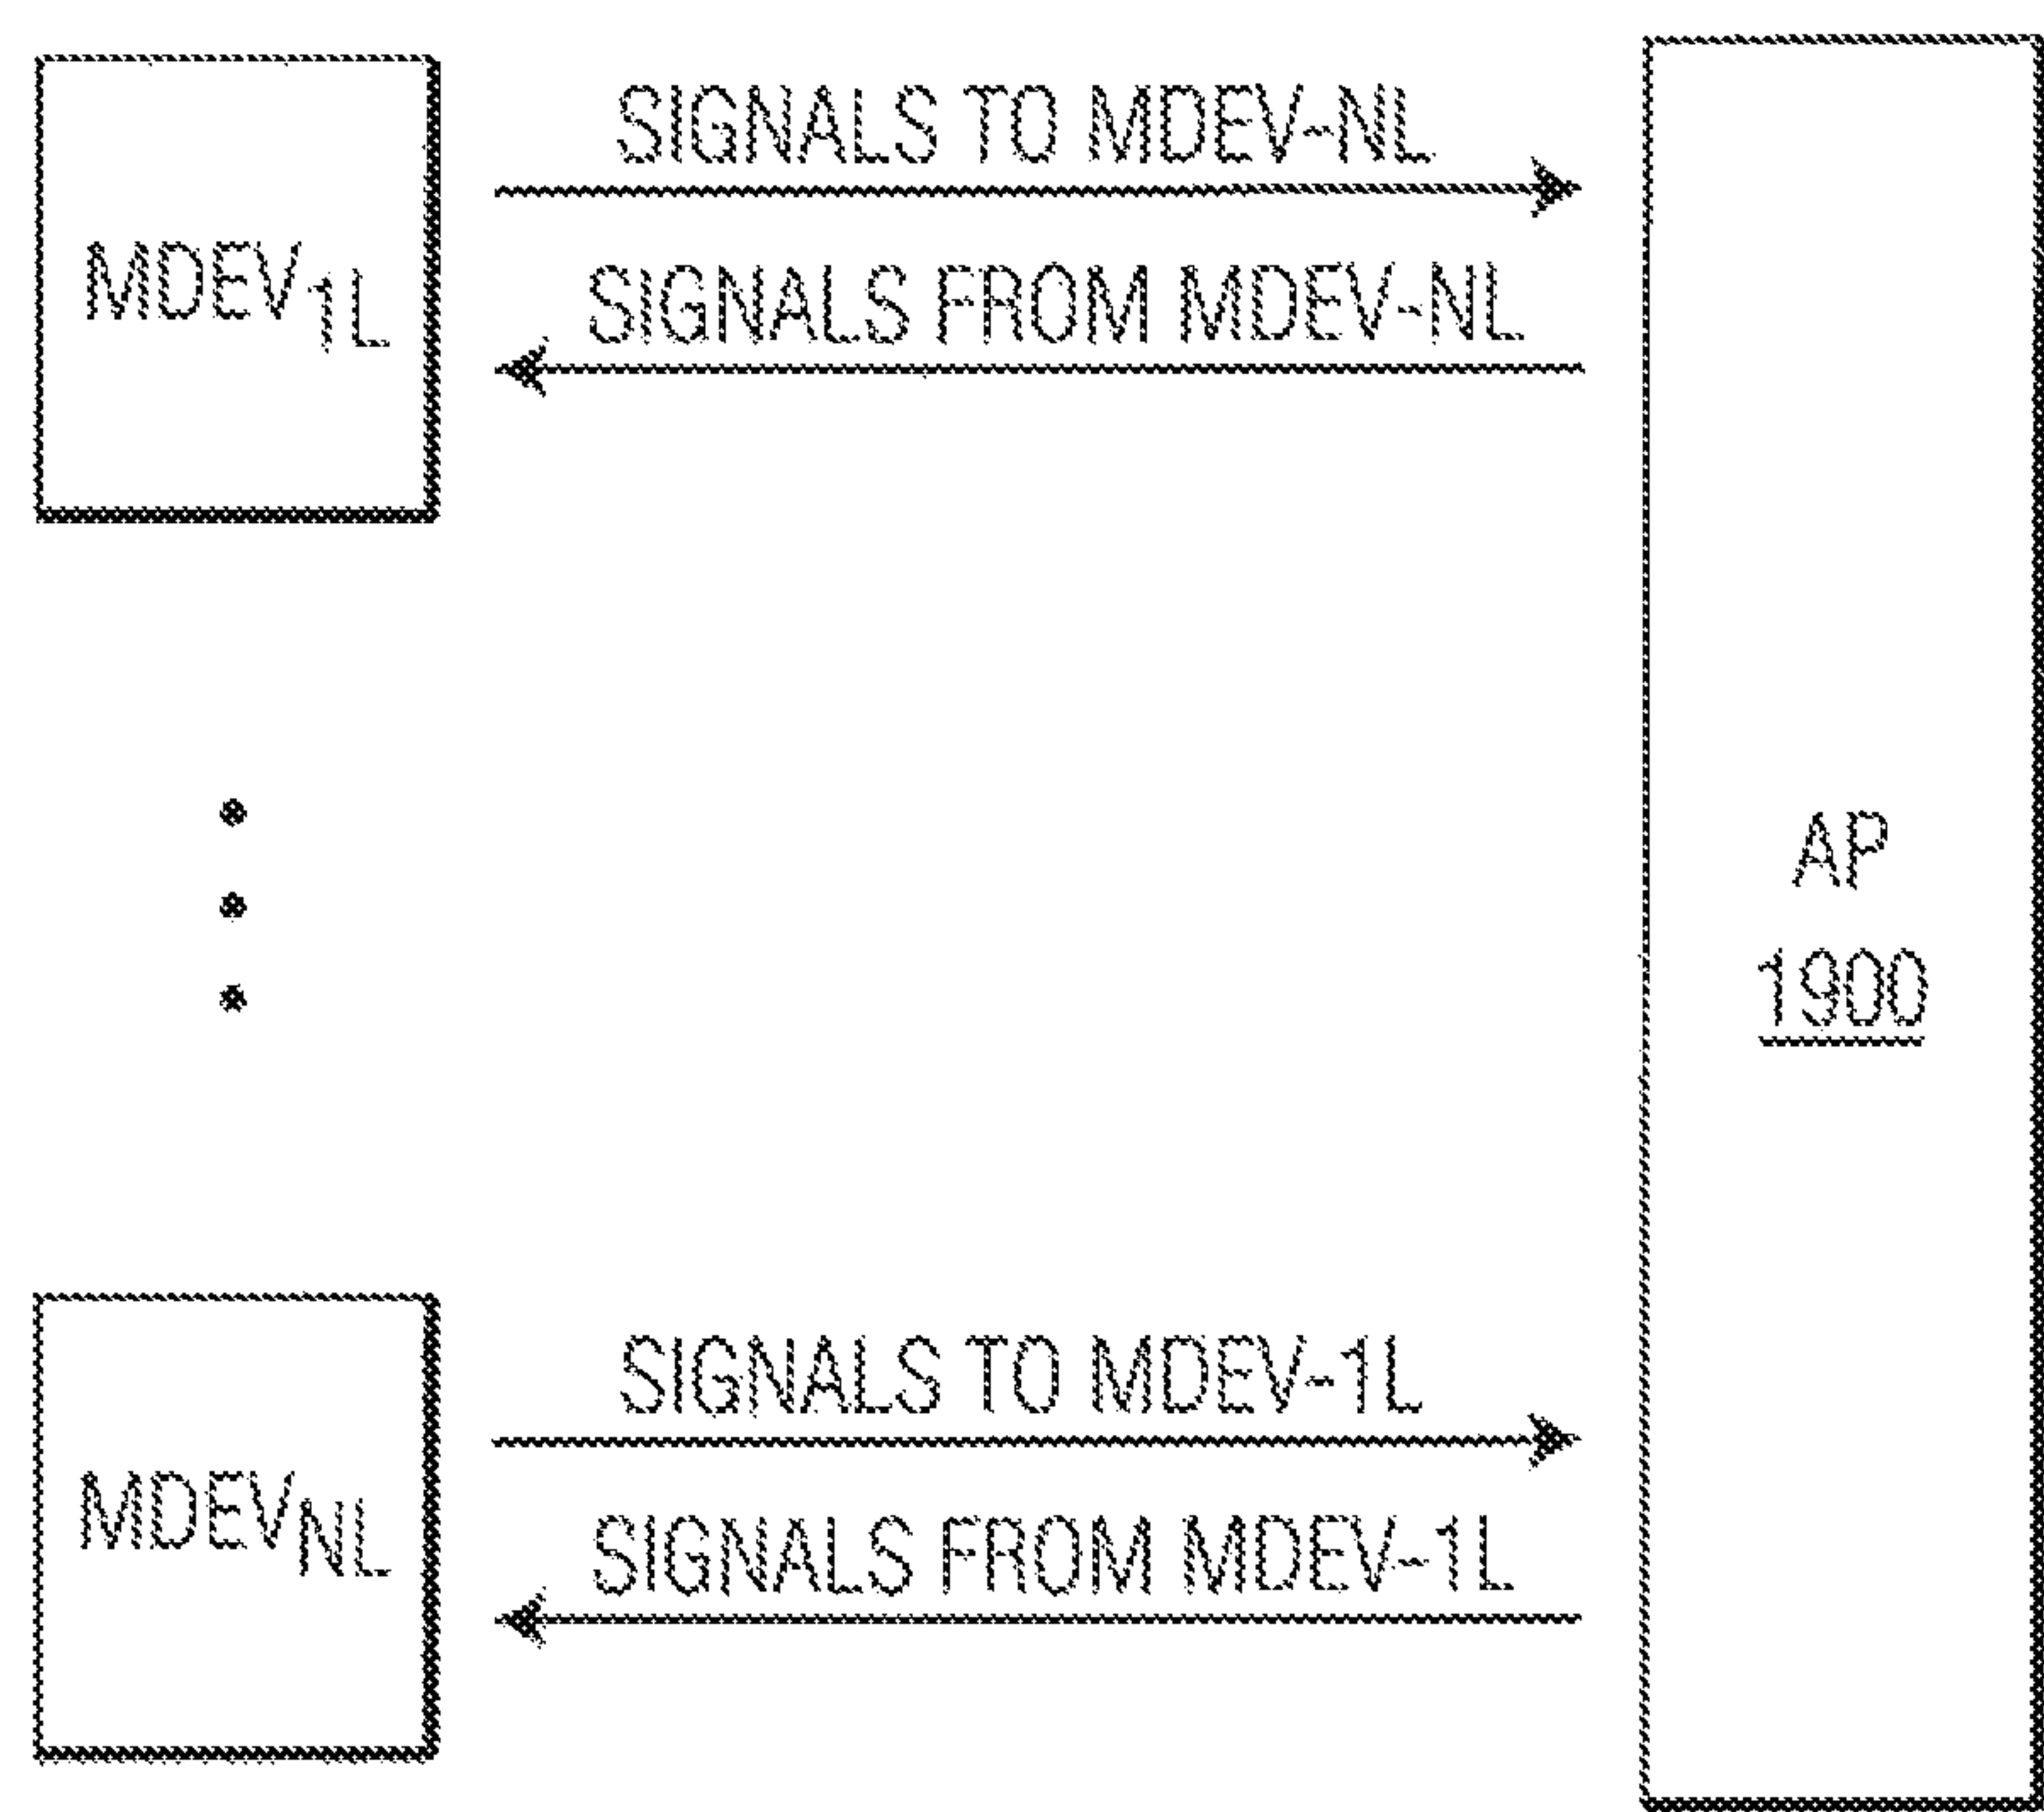 SIGNALS TO MDEV-NL
MDEV1L
SIGNALS FROM MDEV-NL
AP
1900
SIGNALS TO MDEV-1L
MDEVNL
SIGNALS FROM MDEV-1L